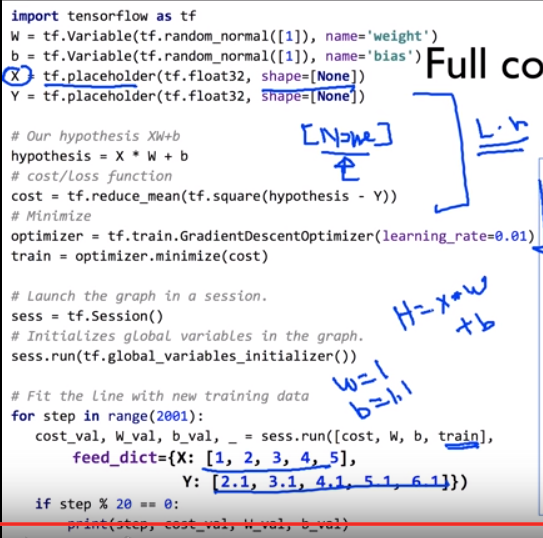 import tensorflow as tf
W = tf.Variable(tf.random_normal([1]), name='weight')
b = tf.Variable(tf.random_normal([1]), name='bias')
Full co
X = tf.placeholder(tf.float32, shape=[None])
Y = tf.placeholder(tf.float32, shape=[None])
[None]
L.r
# Our hypothesis XW+b
hypothesis = X * W + b
# cost/loss function
cost = tf.reduce_mean(tf.square(hypothesis - Y))
# Minimize
optimizer = tf.train.GradientDescentOptimizer(learning_rate=0.01)
train = optimizer.minimize(cost)
# Launch the graph in a session.
sess = tf.Session()
# Initializes global variables in the graph.
sess.run(tf.global_variables_initializer())
H=X*W
+b
W=1
b=1.1
# Fit the line with new training data
for step in range(2001):
cost_val, W_val, b_val, _ = sess.run([cost, W, b, train],
feed_dict={X: [1, 2, 3, 4, 5],
Y: [2.1, 3.1, 4.1, 5.1, 6.1]})
if step % 20 == 0:
print(step, cost_val, W_val, b_val)